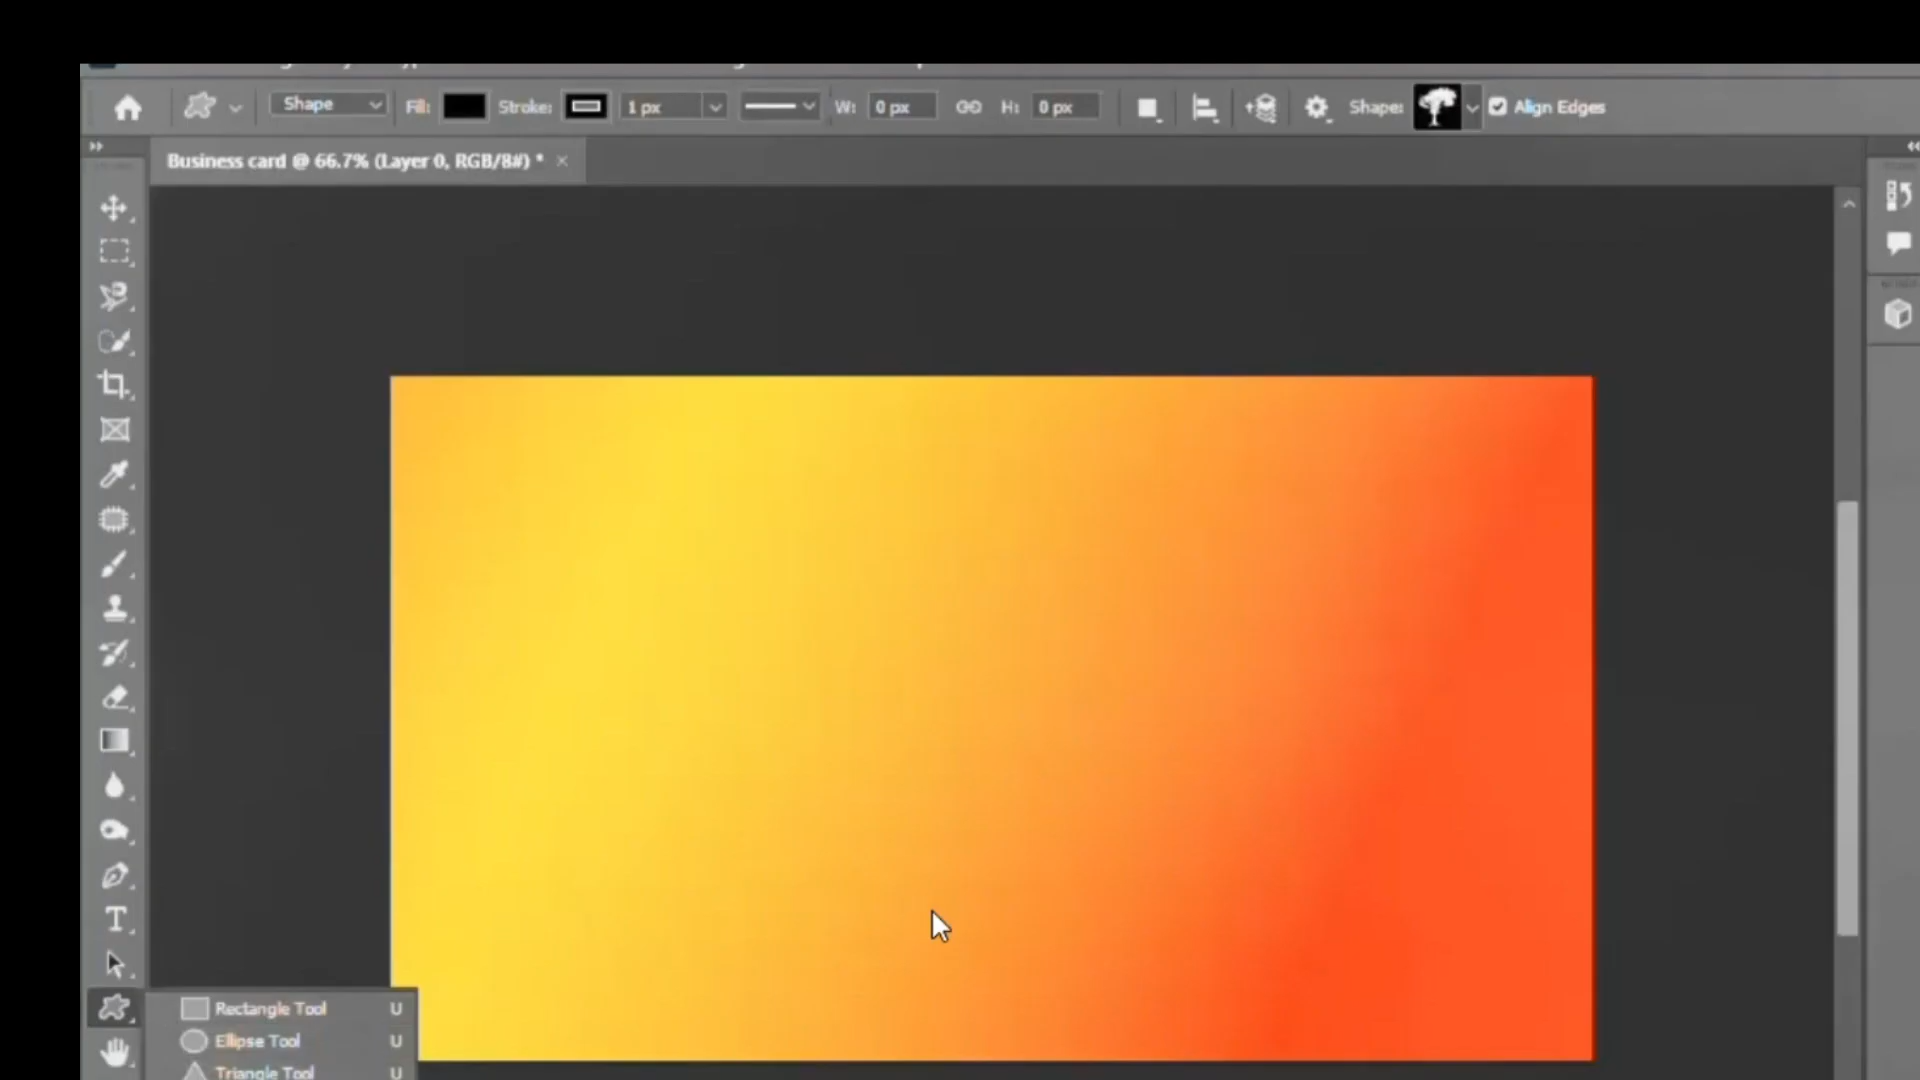 Shape Fill: Stroke: 1 px W: 0 px H: 0 px Shape: Align Edges
Business card @ 66.7% (Layer 0, RGB/8#) * ×
Rectangle Tool U
Ellipse Tool U
Triangle Tool U